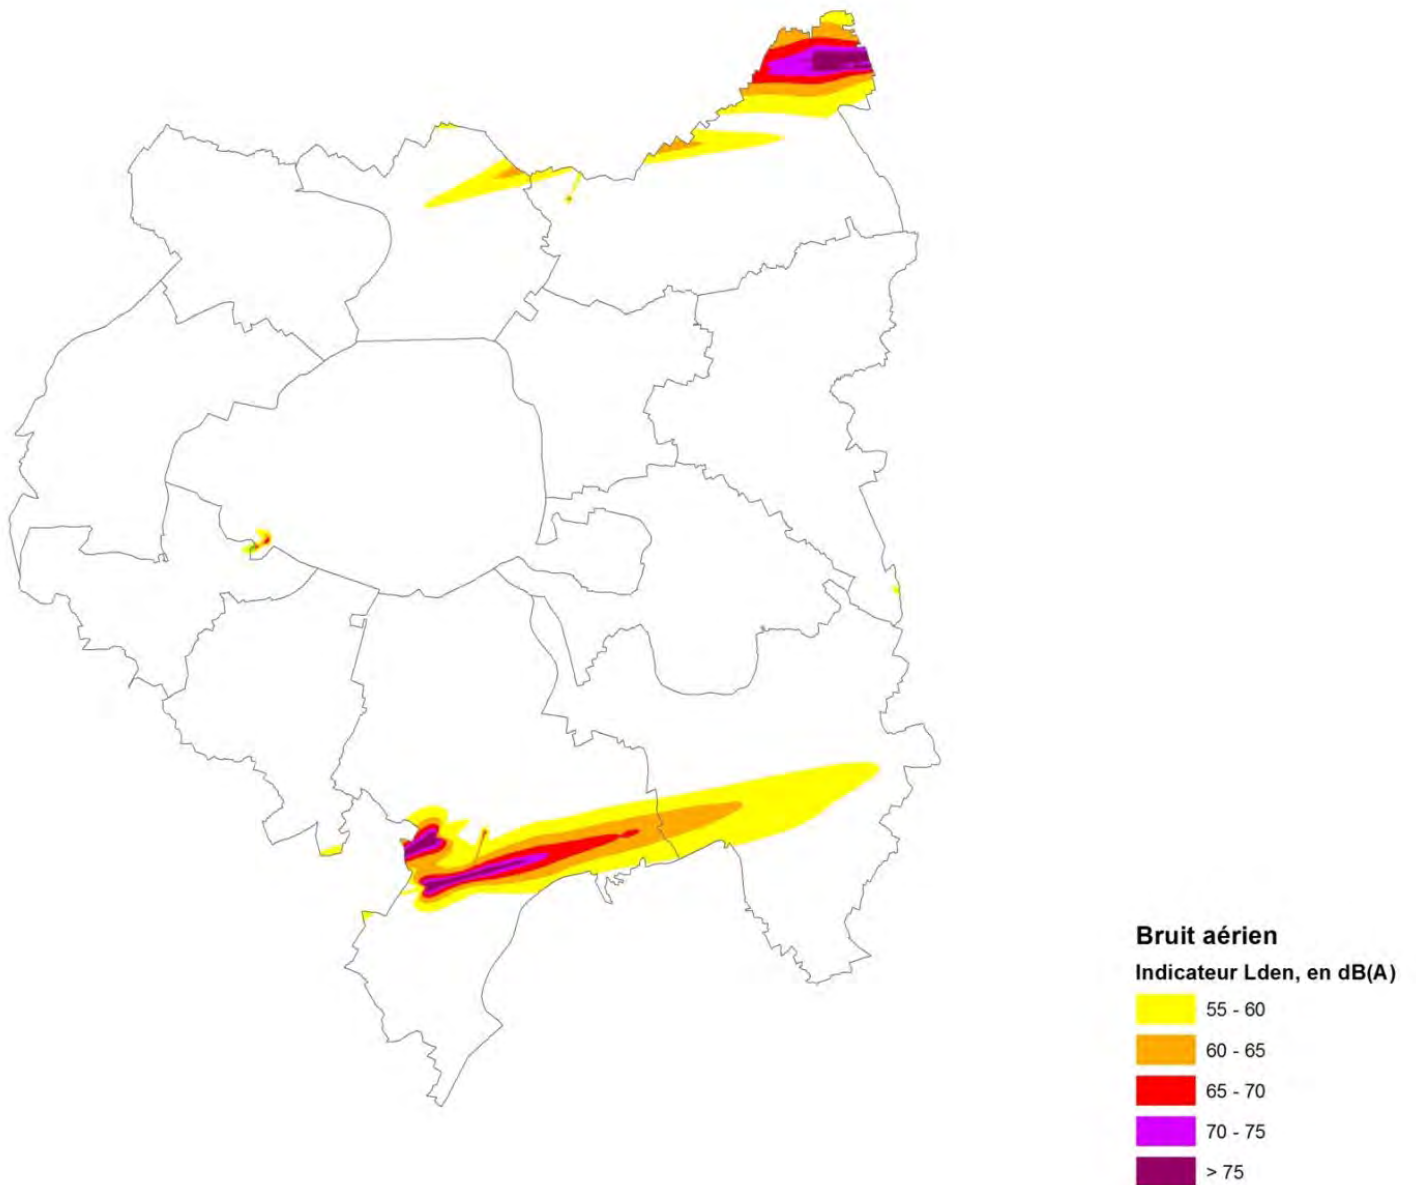 Bruit aérien
Indicateur Lden, en dB(A)
55 - 60
60 - 65
65 - 70
70 - 75
> 75